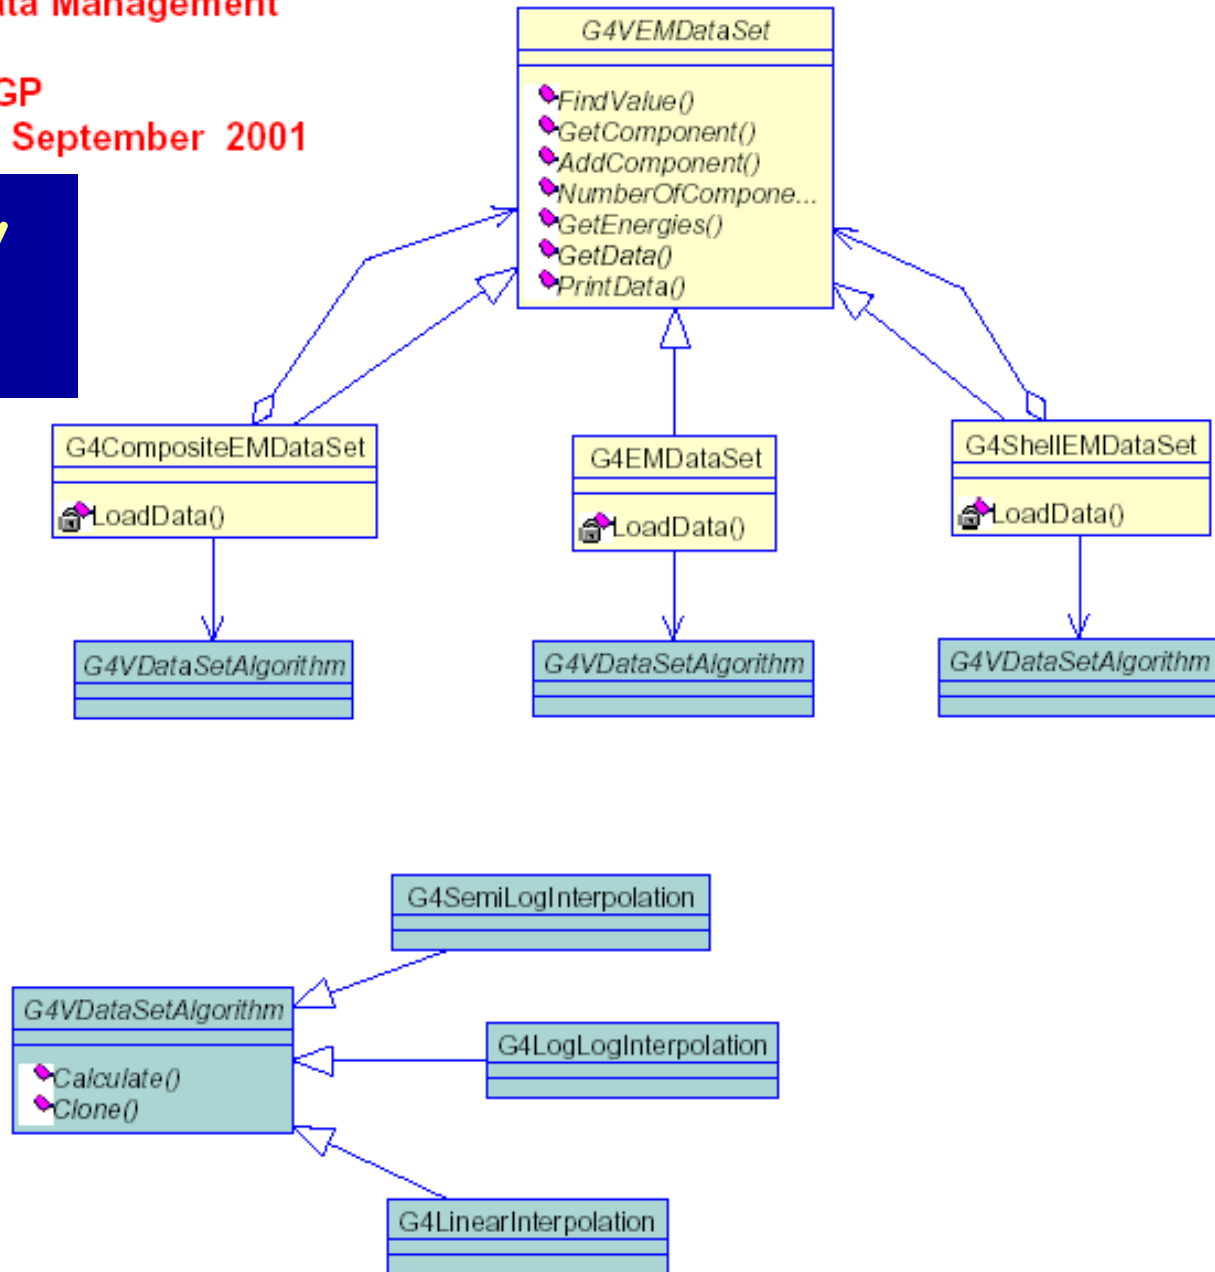 Management
GP
September 2001
G4VEMDataSet
FindValue()
GetComponent()
AddComponent()
NumberOfCompone...
GetEnergies()
GetData()
PrintData()
G4CompositeEMDataSet
LoadData()
G4EMDataSet
LoadData()
G4ShellEMDataSet
LoadData()
G4VDataSetAlgorithm
G4VDataSetAlgorithm
G4VDataSetAlgorithm
G4SemiLogInterpolation
G4VDataSetAlgorithm
Calculate()
Clone()
G4LogLogInterpolation
G4LinearInterpolation